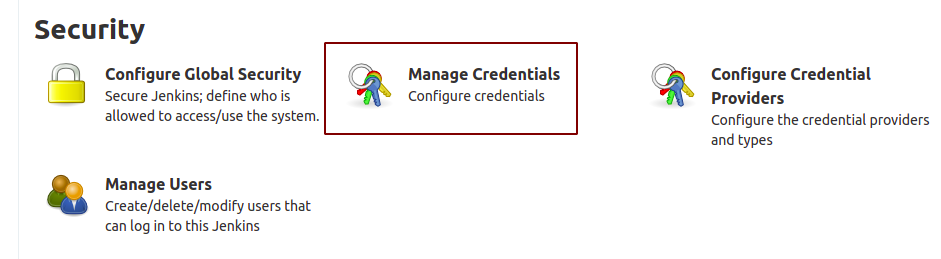 Security
Configure Global Security
Secure Jenkins; define who is
allowed to access/use the system.
Manage Credentials
Configure credentials
Configure Credential
Providers
Configure the credential providers
and types
Manage Users
Create/delete/modify users that
can log in to this Jenkins